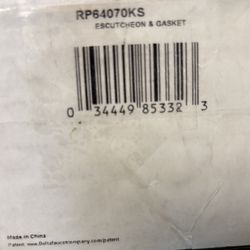 RP64070KS
ESCUTCHEON & GASKET
0 34449 85332 3
Made in China
Patent: www.Deltafaucetcompany.com/patent